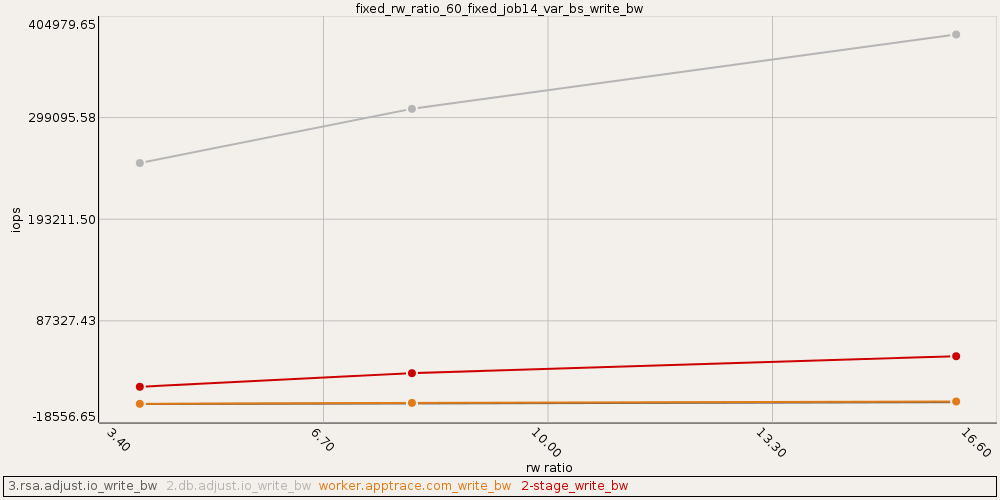 fixed_rw_ratio_60_fixed_job14_var_bs_write_bw
404979.65
299095.58
193211.50
87327.43
-18556.65
iops
3.40 6.70 10.00 13.30 16.60
rw ratio
3.rsa.adjust.io_write_bw 2.db.adjust.io_write_bw worker.apptrace.com_write_bw 2-stage_write_bw